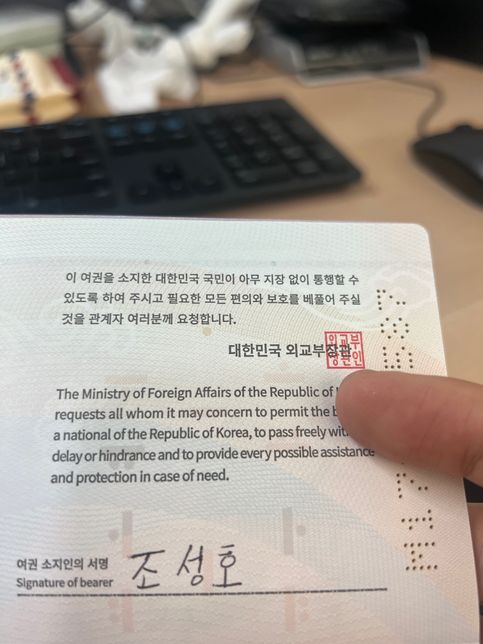 이 여권을 소지한 대한민국 국민이 아무 지장 없이 통행할 수
있도록 하여 주시고 필요한 모든 편의와 보호를 베풀어 주실
것을 관계자 여러분께 요청합니다.
대한민국 외교부장관
외교부
장관인
The Ministry of Foreign Affairs of the Republic of
requests all whom it may concern to permit the
a national of the Republic of Korea, to pass freely
delay or hindrance and to provide every possible assistance
and protection in case of need.
여권 소지인의 서명
Signature of bearer
조성호